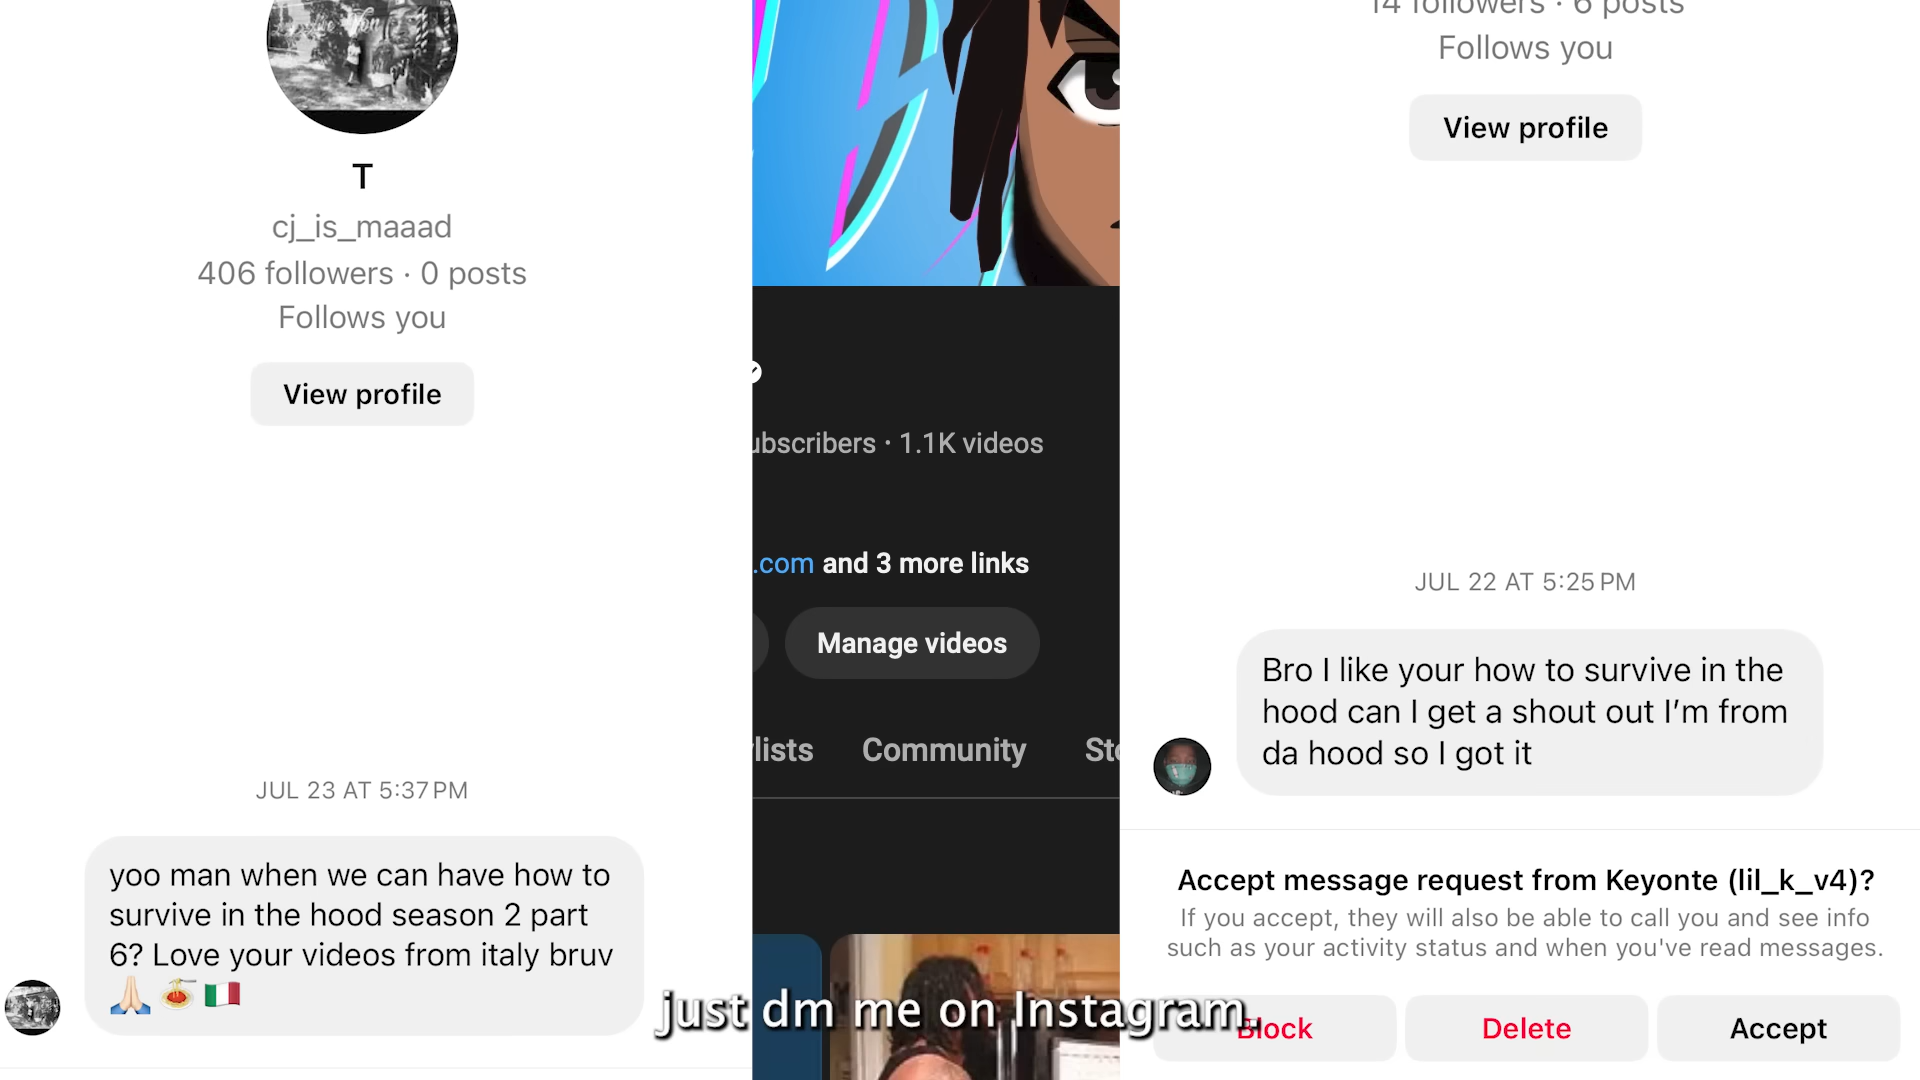 T
cj_is_maaad
406 followers · 0 posts
Follows you
View profile
JUL 23 AT 5:37 PM
yoo man when we can have how to
survive in the hood season 2 part
6? Love your videos from italy bruv
🙏🏻 🍝 🇮🇹
ubscribers · 1.1K videos
.com and 3 more links
Manage videos
lists Community Sto
14 followers · 6 posts
Follows you
View profile
JUL 22 AT 5:25 PM
Bro I like your how to survive in the
hood can I get a shout out I’m from
da hood so I got it
Accept message request from Keyonte (lil_k_v4)?
If you accept, they will also be able to call you and see info
such as your activity status and when you've read messages.
Block Delete Accept
just dm me on Instagram.